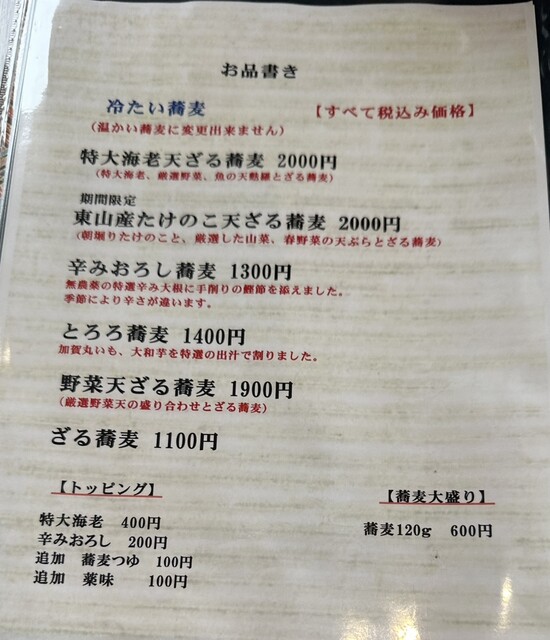 お品書き
冷たい蕎麦 【すべて税込み価格】
(温かい蕎麦に変更出来ません)
特大海老天ざる蕎麦 2000円
(特大海老、厳選野菜、魚の天麩羅とざる蕎麦)
期間限定
東山産たけのこ天ざる蕎麦 2000円
(朝堀りたけのこと、厳選した山菜、春野菜の天ぷらとざる蕎麦)
辛みおろし蕎麦 1300円
無農薬の特選辛み大根に手削りの鰹節を添えました。
季節により辛さが違います。
とろろ蕎麦 1400円
加賀丸いも、大和芋を特選の出汁で割りました。
野菜天ざる蕎麦 1900円
(厳選野菜天の盛り合わせとざる蕎麦)
ざる蕎麦 1100円
【トッピング】
特大海老 400円
辛みおろし 200円
追加 蕎麦つゆ 100円
追加 薬味 100円
【蕎麦大盛り】
蕎麦120g 600円